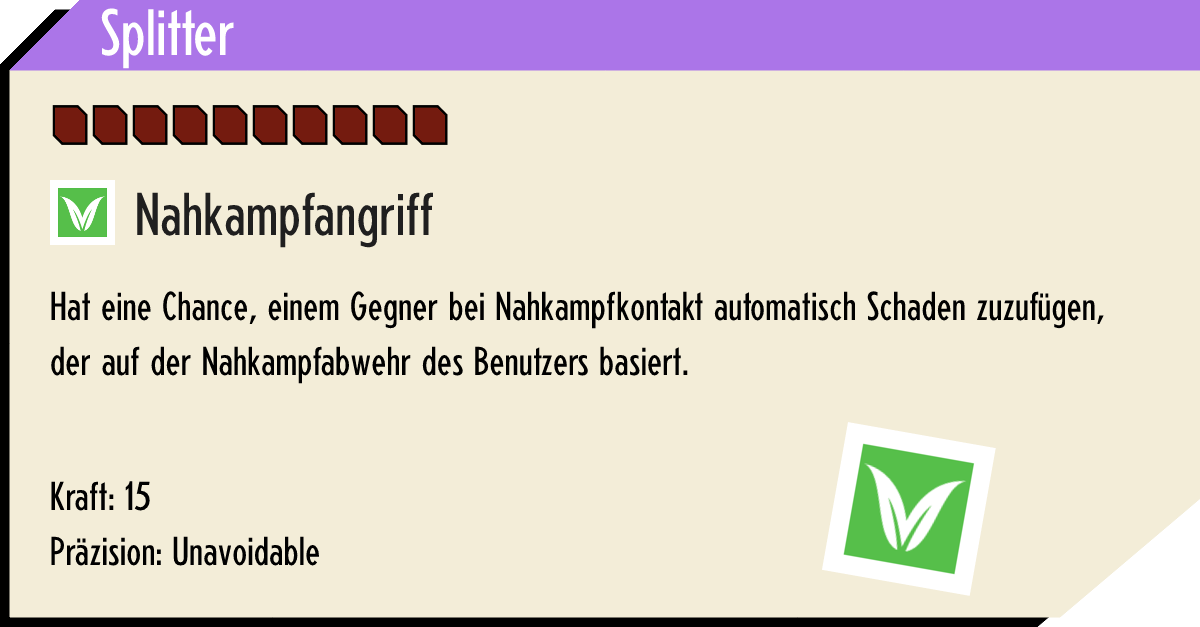 Splitter
Nahkampfangriff
Hat eine Chance, einem Gegner bei Nahkampfkontakt automatisch Schaden zuzufügen,
der auf der Nahkampfabwehr des Benutzers basiert.
Kraft: 15
Präzision: Unavoidable